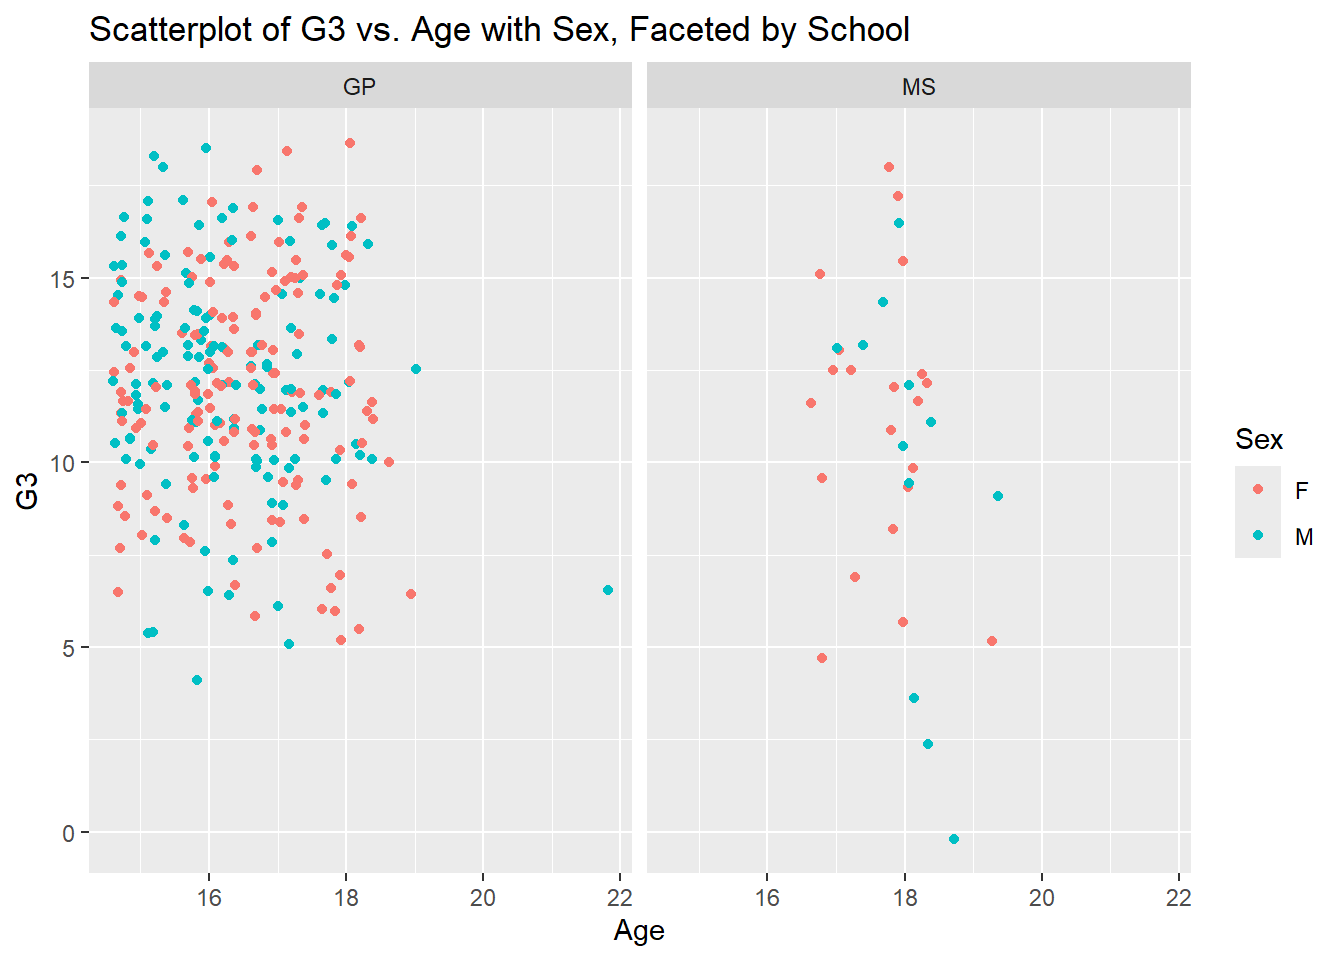 Scatterplot of G3 vs. Age with Sex, Faceted by School
GP
MS
15
10
5
0
G3
16
18
20
22
16
18
20
22
Age
Sex
F
M